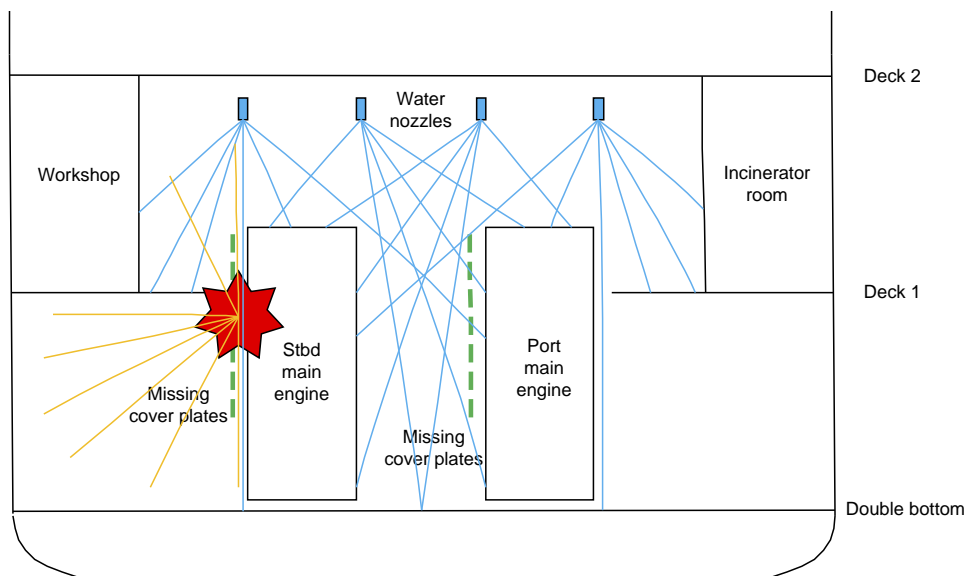 Deck 2
Water
nozzles
Workshop
Incinerator
room
Deck 1
Stbd
main
engine
Port
main
engine
Missing
cover plates
Missing
cover plates
Double bottom